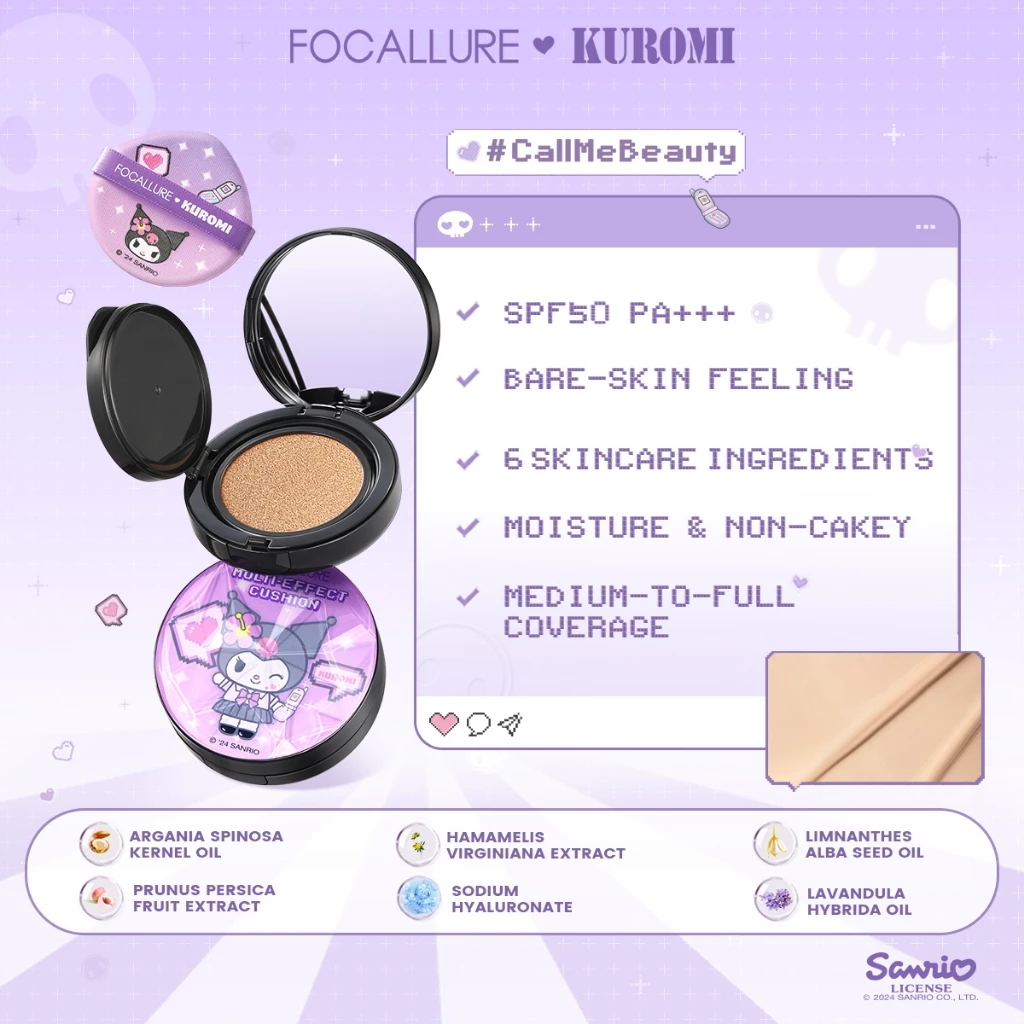 FOCALLURE KUROMI
#CallMeBeauty
FOCALLURE KUROMI
© '24 SANRIO
SPF50 PA+++
BARE-SKIN FEELING
6 SKINCARE INGREDIENTS
MOISTURE & NON-CAKEY
MEDIUM-TO-FULL
COVERAGE
MULTI-EFFECT
CUSHION
KUROMI
© '24 SANRIO
ARGANIA SPINOSA
KERNEL OIL
HAMAMELIS
VIRGINIANA EXTRACT
LIMNANTHES
ALBA SEED OIL
PRUNUS PERSICA
FRUIT EXTRACT
SODIUM
HYALURONATE
LAVANDULA
HYBRIDA OIL
Sanrio
LICENSE
© 2024 SANRIO CO., LTD.